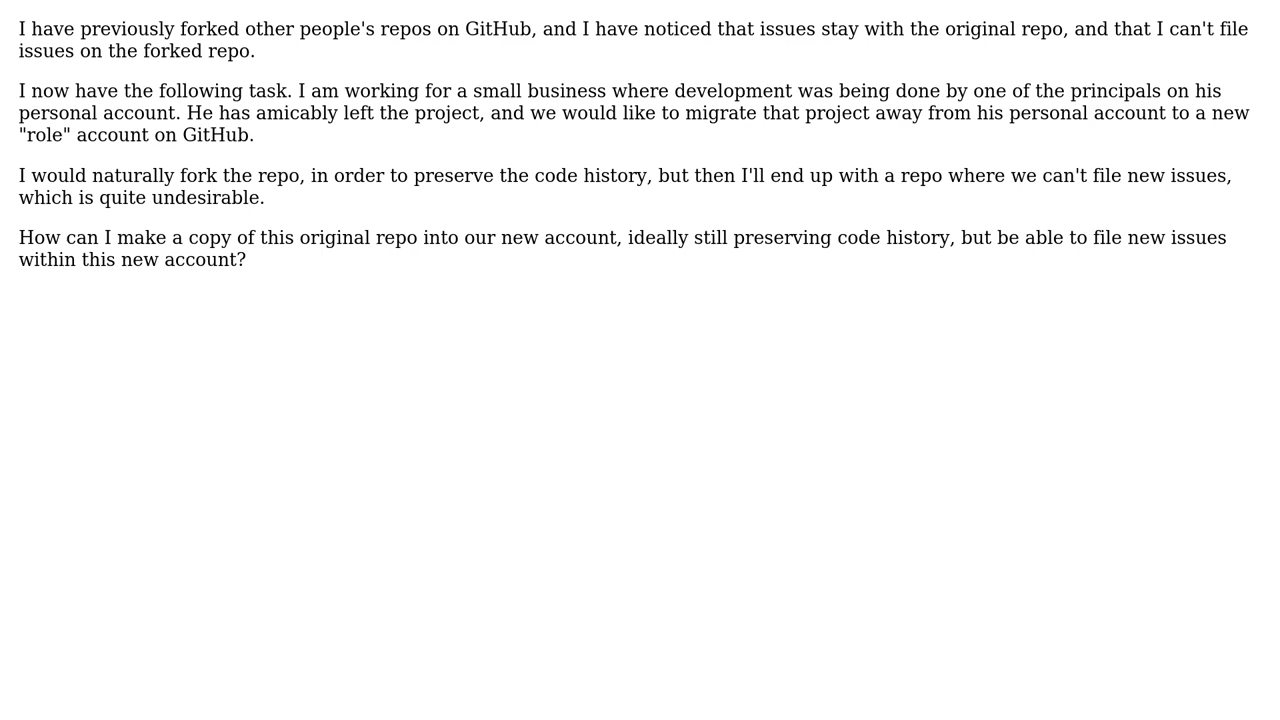 I have previously forked other people's repos on GitHub, and I have noticed that issues stay with the original repo, and that I can't file
issues on the forked repo.
I now have the following task. I am working for a small business where development was being done by one of the principals on his
personal account. He has amicably left the project, and we would like to migrate that project away from his personal account to a new
"role" account on GitHub.
I would naturally fork the repo, in order to preserve the code history, but then I'll end up with a repo where we can't file new issues,
which is quite undesirable.
How can I make a copy of this original repo into our new account, ideally still preserving code history, but be able to file new issues
within this new account?